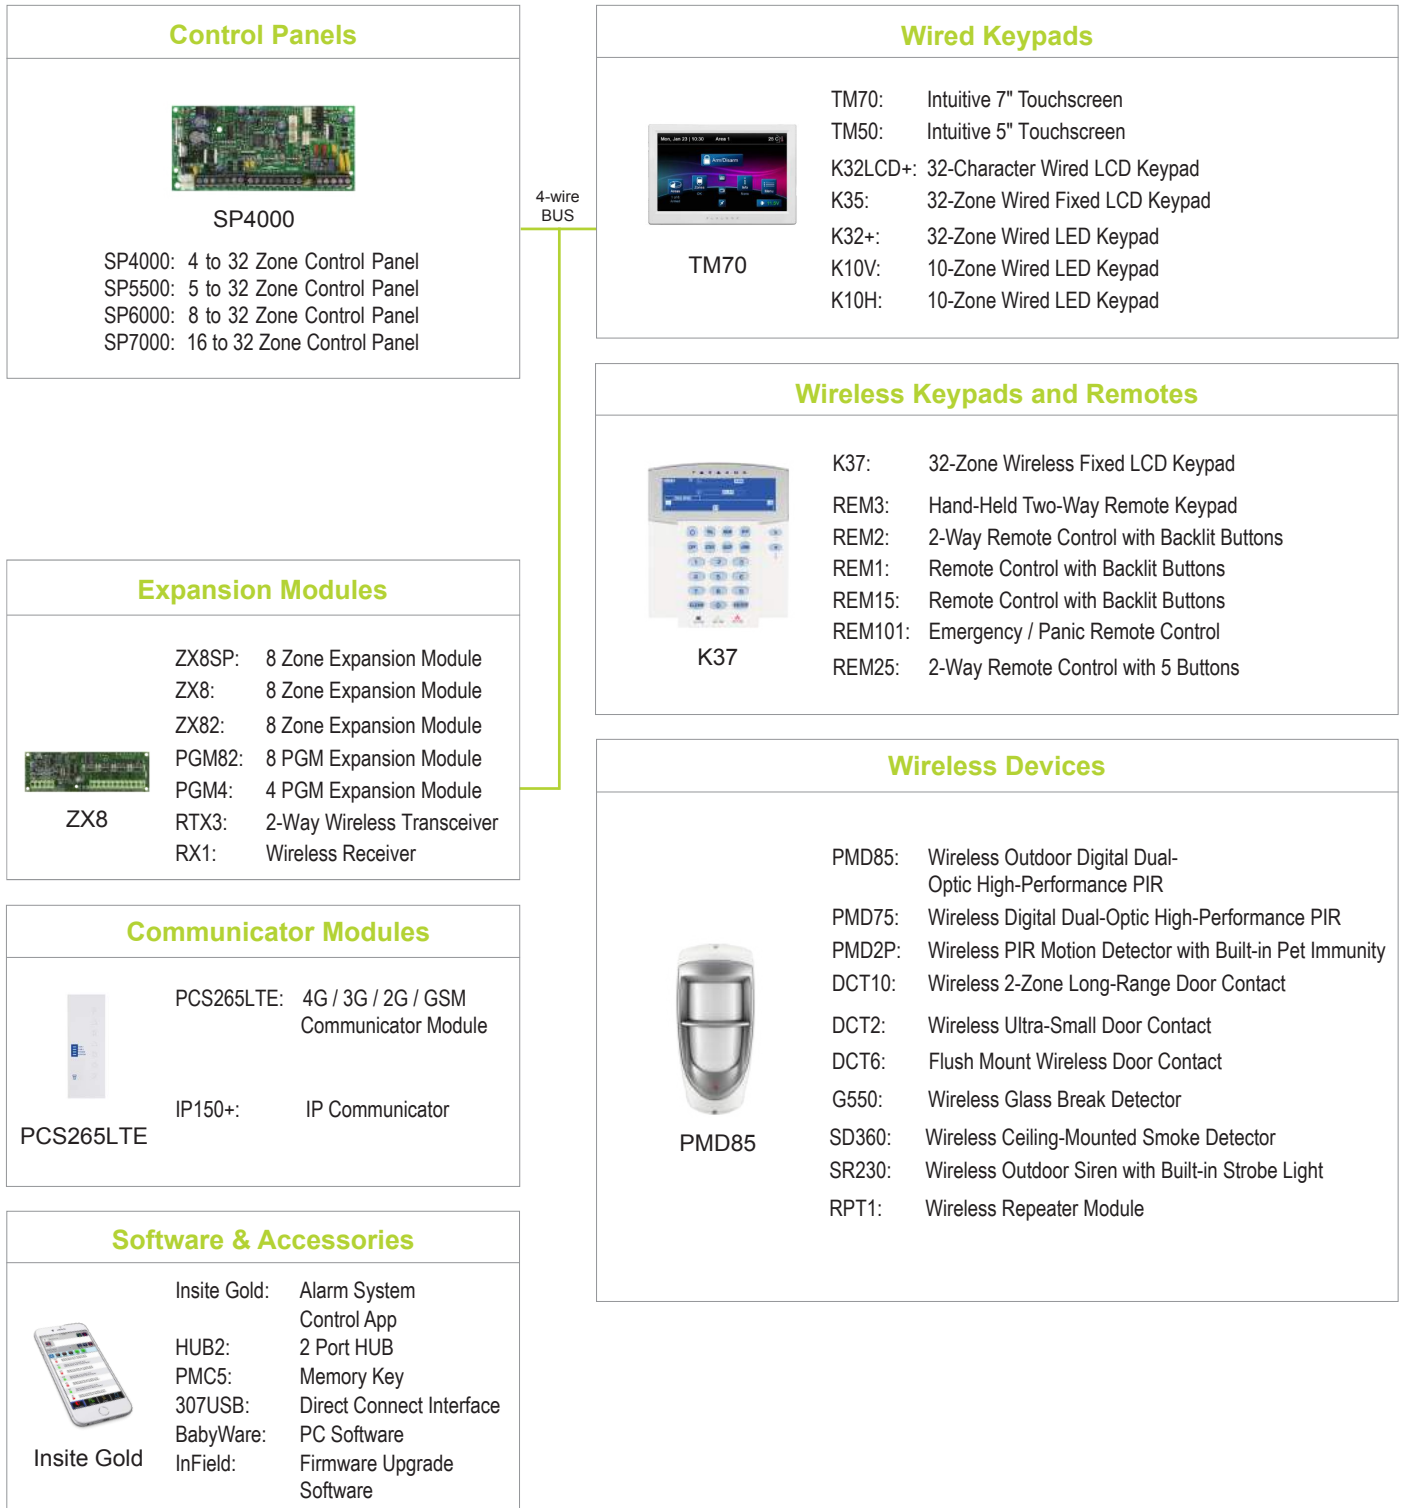 Control Panels
SP4000
SP4000: 4 to 32 Zone Control Panel
SP5500: 5 to 32 Zone Control Panel
SP6000: 8 to 32 Zone Control Panel
SP7000: 16 to 32 Zone Control Panel
4-wire
BUS
Wired Keypads
Mon, Jan 23 | 10:30 Area 1
Arm/Disarm
TM70
TM70: Intuitive 7" Touchscreen
TM50: Intuitive 5" Touchscreen
K32LCD+: 32-Character Wired LCD Keypad
K35: 32-Zone Wired Fixed LCD Keypad
K32+: 32-Zone Wired LED Keypad
K10V: 10-Zone Wired LED Keypad
K10H: 10-Zone Wired LED Keypad
Wireless Keypads and Remotes
K37
K37: 32-Zone Wireless Fixed LCD Keypad
REM3: Hand-Held Two-Way Remote Keypad
REM2: 2-Way Remote Control with Backlit Buttons
REM1: Remote Control with Backlit Buttons
REM15: Remote Control with Backlit Buttons
REM101: Emergency / Panic Remote Control
REM25: 2-Way Remote Control with 5 Buttons
Expansion Modules
ZX8
ZX8SP: 8 Zone Expansion Module
ZX8: 8 Zone Expansion Module
ZX82: 8 Zone Expansion Module
PGM82: 8 PGM Expansion Module
PGM4: 4 PGM Expansion Module
RTX3: 2-Way Wireless Transceiver
RX1: Wireless Receiver
Wireless Devices
PMD85
PMD85: Wireless Outdoor Digital Dual-
Optic High-Performance PIR
PMD75: Wireless Digital Dual-Optic High-Performance PIR
PMD2P: Wireless PIR Motion Detector with Built-in Pet Immunity
DCT10: Wireless 2-Zone Long-Range Door Contact
DCT2: Wireless Ultra-Small Door Contact
DCT6: Flush Mount Wireless Door Contact
G550: Wireless Glass Break Detector
SD360: Wireless Ceiling-Mounted Smoke Detector
SR230: Wireless Outdoor Siren with Built-in Strobe Light
RPT1: Wireless Repeater Module
Communicator Modules
PCS265LTE
PCS265LTE: 4G / 3G / 2G / GSM
Communicator Module
IP150+: IP Communicator
Software & Accessories
Insite Gold
Insite Gold: Alarm System
Control App
HUB2: 2 Port HUB
PMC5: Memory Key
307USB: Direct Connect Interface
BabyWare: PC Software
InField: Firmware Upgrade
Software